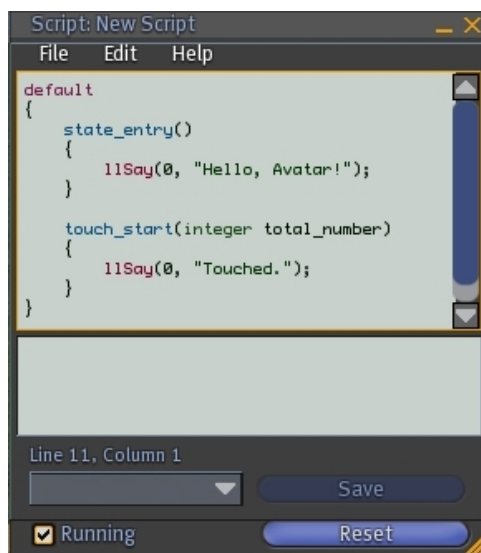 Script: New Script
File Edit Help
default
{
    state_entry()
    {
        llSay(0, "Hello, Avatar!");
    }

    touch_start(integer total_number)
    {
        llSay(0, "Touched.");
    }
}
Line 11, Column 1
Save
Running
Reset